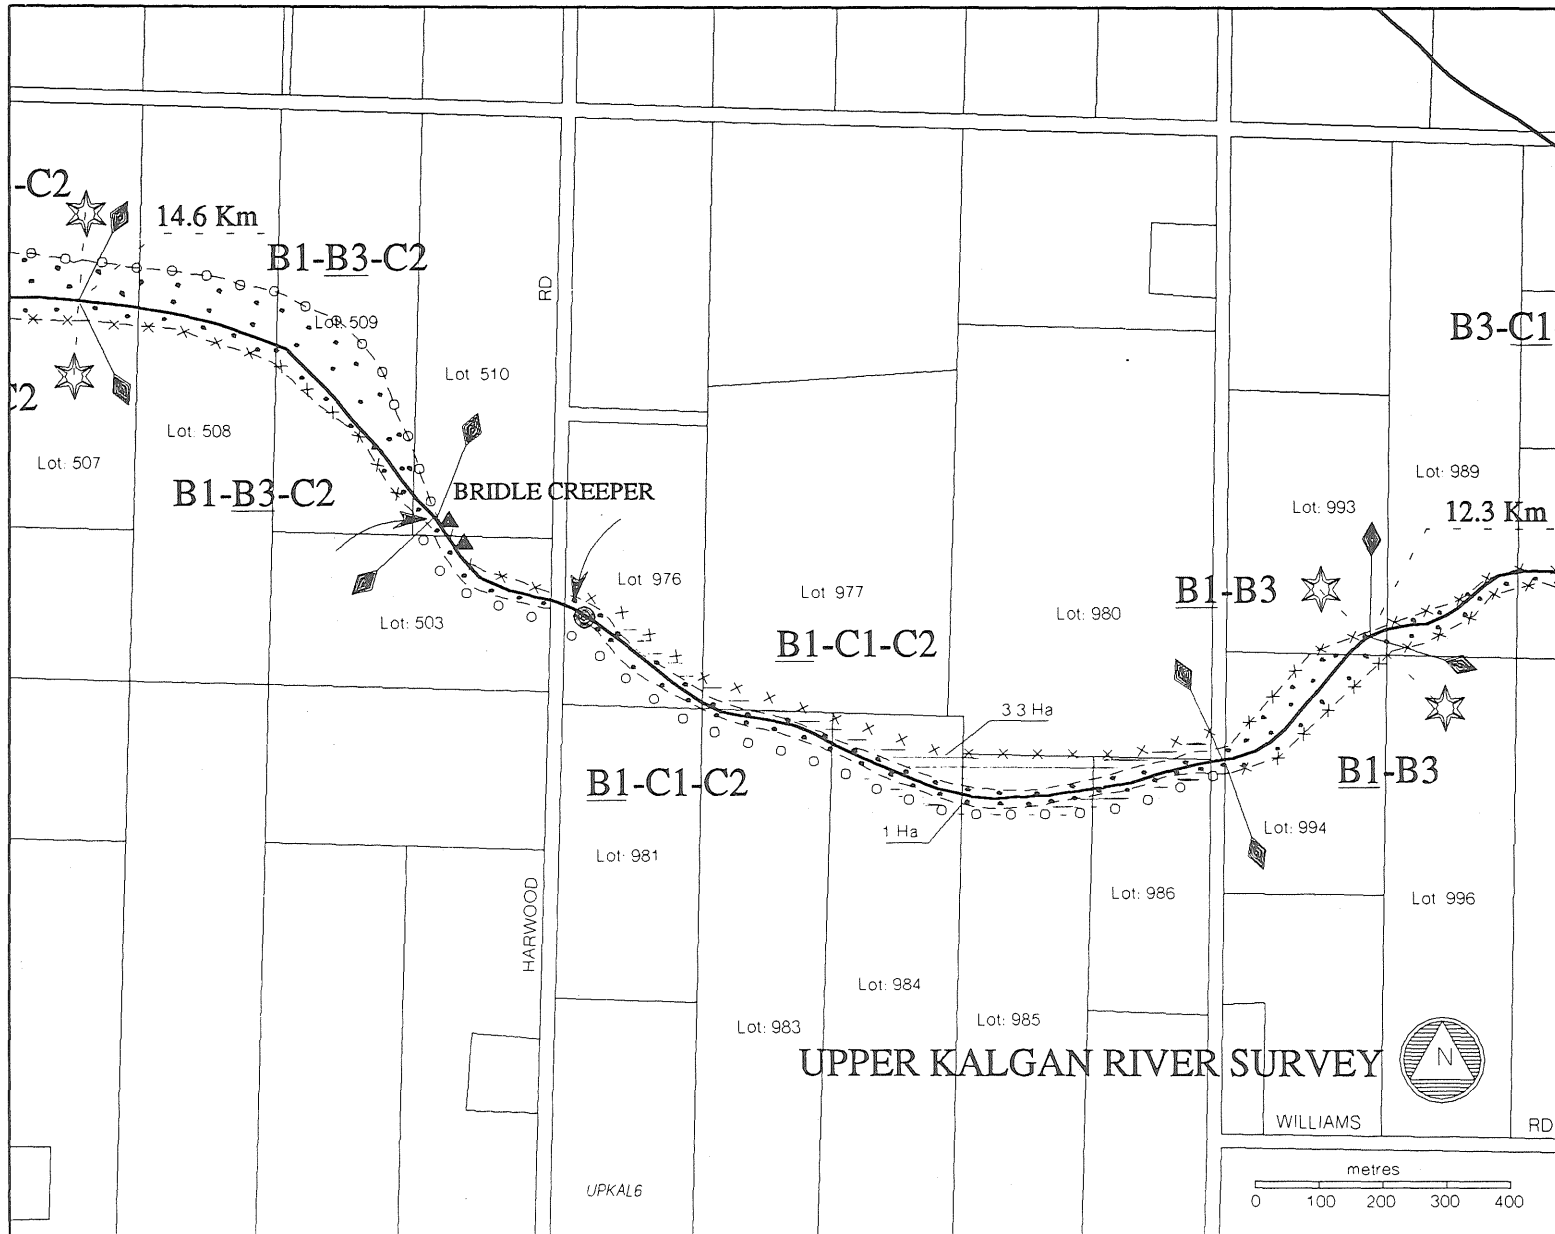 -C2
14.6 Km
B1-B3-C2
RD
Lot: 509
B3-C1
Lot 510
C2
Lot: 508
Lot: 507
Lot: 989
B1-B3-C2
BRIDLE CREEPER
Lot: 993
12.3 Km
Lot 976
Lot 977
B1-B3
Lot: 980
Lot: 503
B1-C1-C2
3.3 Ha
B1-C1-C2
B1-B3
1 Ha
Lot: 994
Lot: 981
Lot: 986
Lot 996
HARWOOD
Lot: 984
Lot: 983
Lot: 985
UPPER KALGAN RIVER SURVEY
N
WILLIAMS RD
metres
0 100 200 300 400
UPKAL6